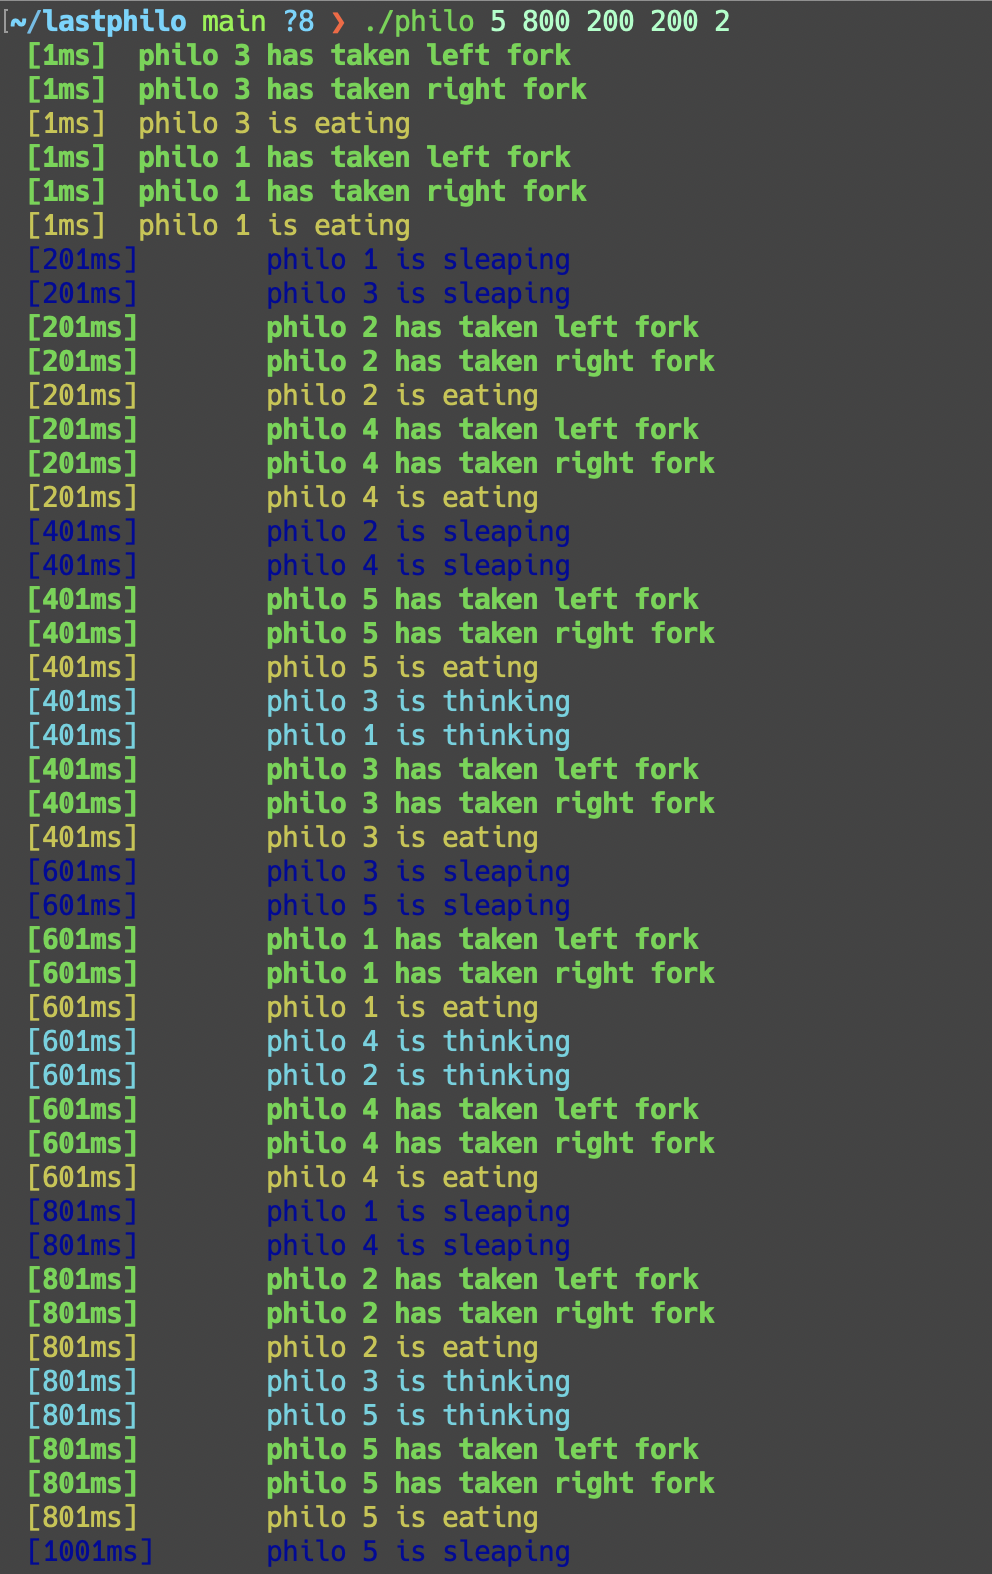 [~/lastphilo main ?8 ❯ ./philo 5 800 200 200 2
[1ms] philo 3 has taken left fork
[1ms] philo 3 has taken right fork
[1ms] philo 3 is eating
[1ms] philo 1 has taken left fork
[1ms] philo 1 has taken right fork
[1ms] philo 1 is eating
[201ms] philo 1 is sleaping
[201ms] philo 3 is sleaping
[201ms] philo 2 has taken left fork
[201ms] philo 2 has taken right fork
[201ms] philo 2 is eating
[201ms] philo 4 has taken left fork
[201ms] philo 4 has taken right fork
[201ms] philo 4 is eating
[401ms] philo 2 is sleaping
[401ms] philo 4 is sleaping
[401ms] philo 5 has taken left fork
[401ms] philo 5 has taken right fork
[401ms] philo 5 is eating
[401ms] philo 3 is thinking
[401ms] philo 1 is thinking
[401ms] philo 3 has taken left fork
[401ms] philo 3 has taken right fork
[401ms] philo 3 is eating
[601ms] philo 3 is sleaping
[601ms] philo 5 is sleaping
[601ms] philo 1 has taken left fork
[601ms] philo 1 has taken right fork
[601ms] philo 1 is eating
[601ms] philo 4 is thinking
[601ms] philo 2 is thinking
[601ms] philo 4 has taken left fork
[601ms] philo 4 has taken right fork
[601ms] philo 4 is eating
[801ms] philo 1 is sleaping
[801ms] philo 4 is sleaping
[801ms] philo 2 has taken left fork
[801ms] philo 2 has taken right fork
[801ms] philo 2 is eating
[801ms] philo 3 is thinking
[801ms] philo 5 is thinking
[801ms] philo 5 has taken left fork
[801ms] philo 5 has taken right fork
[801ms] philo 5 is eating
[1001ms] philo 5 is sleaping